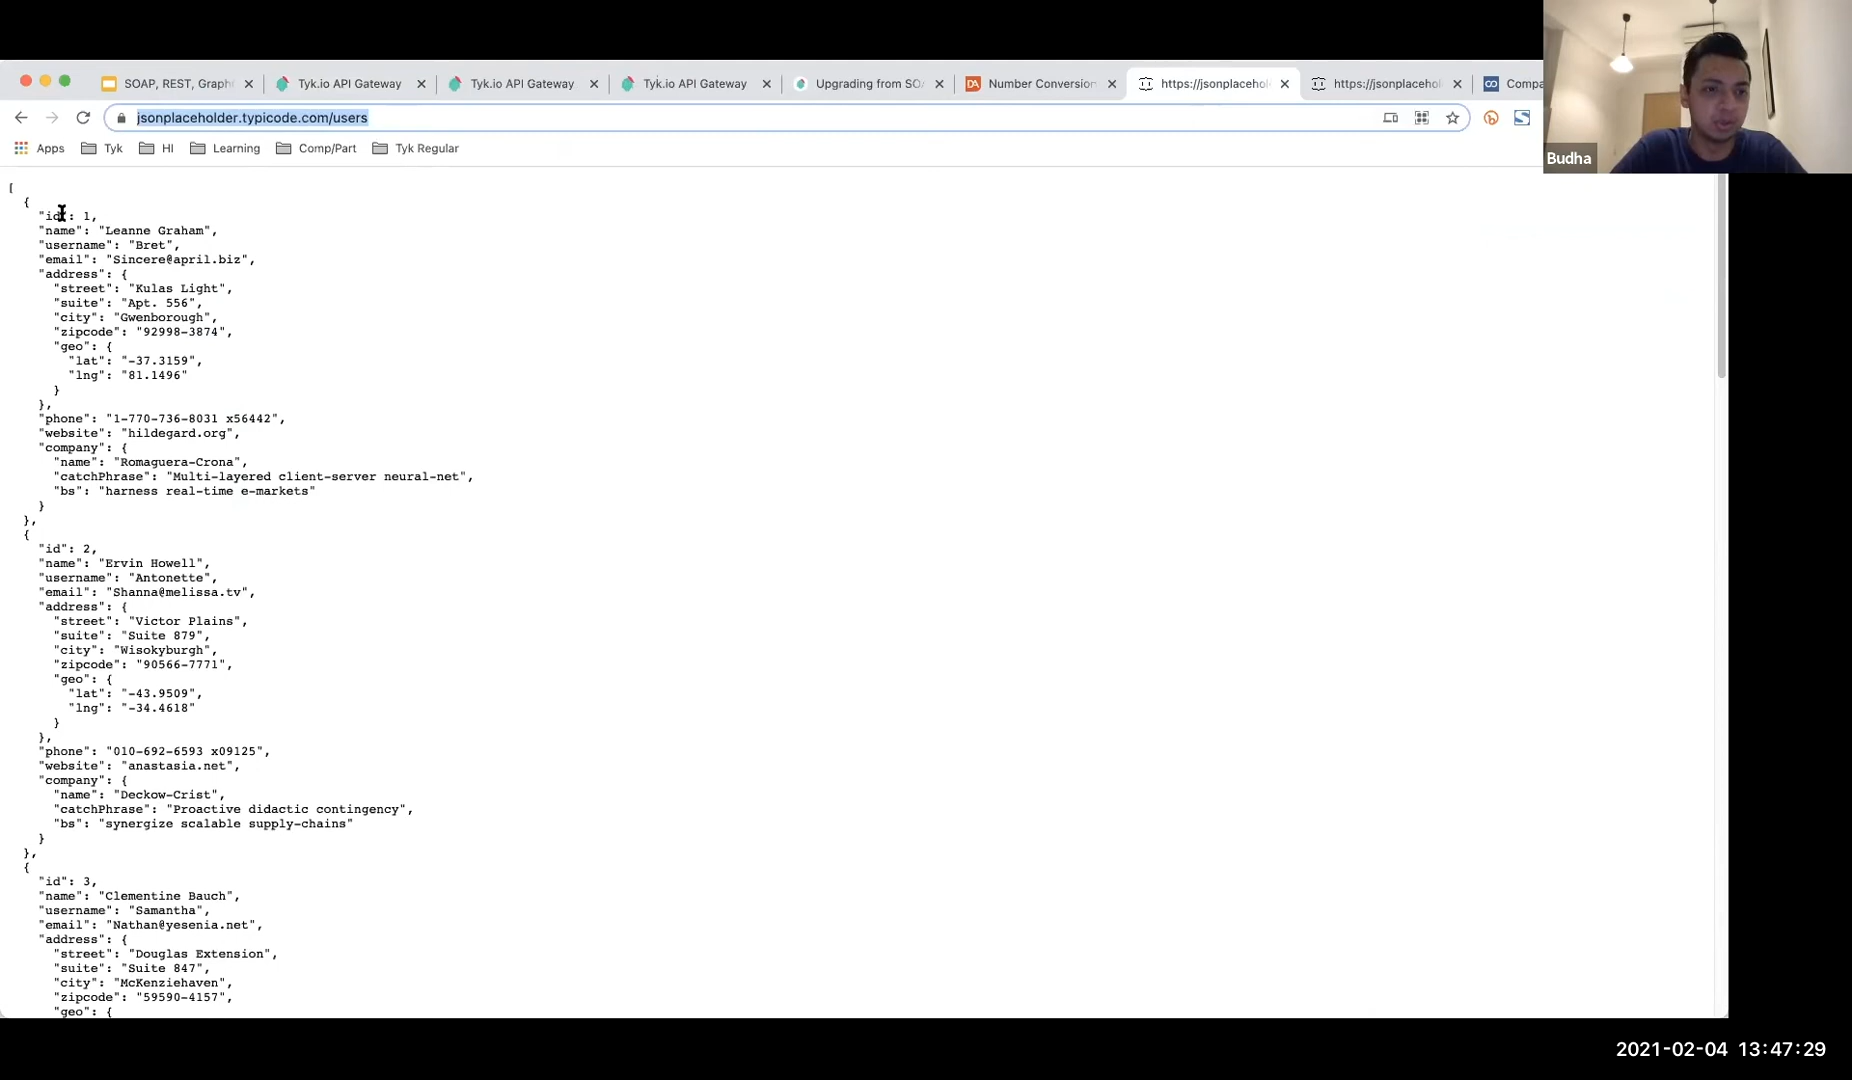 SOAP, REST, Graph
Tyk.io API Gateway
Tyk.io API Gateway
Tyk.io API Gateway
Upgrading from SO
Number Conversion
https://jsonplacehol
https://jsonplacehol
Compa
jsonplaceholder.typicode.com/users
Apps
Tyk
HI
Learning
Comp/Part
Tyk Regular
Budha
[
{
"id": 1,
"name": "Leanne Graham",
"username": "Bret",
"email": "Sincere@april.biz",
"address": {
"street": "Kulas Light",
"suite": "Apt. 556",
"city": "Gwenborough",
"zipcode": "92998-3874",
"geo": {
"lat": "-37.3159",
"lng": "81.1496"
}
},
"phone": "1-770-736-8031 x56442",
"website": "hildegard.org",
"company": {
"name": "Romaguera-Crona",
"catchPhrase": "Multi-layered client-server neural-net",
"bs": "harness real-time e-markets"
}
},
{
"id": 2,
"name": "Ervin Howell",
"username": "Antonette",
"email": "Shanna@melissa.tv",
"address": {
"street": "Victor Plains",
"suite": "Suite 879",
"city": "Wisokyburgh",
"zipcode": "90566-7771",
"geo": {
"lat": "-43.9509",
"lng": "-34.4618"
}
},
"phone": "010-692-6593 x09125",
"website": "anastasia.net",
"company": {
"name": "Deckow-Crist",
"catchPhrase": "Proactive didactic contingency",
"bs": "synergize scalable supply-chains"
}
},
{
"id": 3,
"name": "Clementine Bauch",
"username": "Samantha",
"email": "Nathan@yesenia.net",
"address": {
"street": "Douglas Extension",
"suite": "Suite 847",
"city": "McKenziehaven",
"zipcode": "59590-4157",
"geo": {
2021-02-04 13:47:29